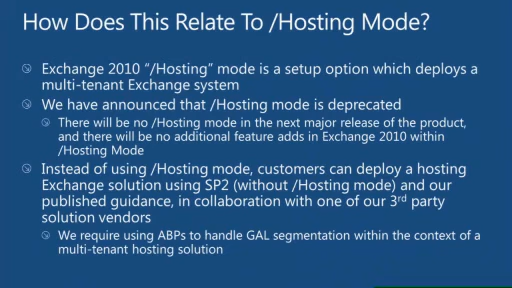 How Does This Relate To /Hosting Mode?
Exchange 2010 “/Hosting” mode is a setup option which deploys a
multi-tenant Exchange system
We have announced that /Hosting mode is deprecated
There will be no /Hosting mode in the next major release of the product,
and there will be no additional feature adds in Exchange 2010 within
/Hosting Mode
Instead of using /Hosting mode, customers can deploy a hosting
Exchange solution using SP2 (without /Hosting mode) and our
published guidance, in collaboration with one of our 3rd party
solution vendors
We require using ABPs to handle GAL segmentation within the context of a
multi-tenant hosting solution